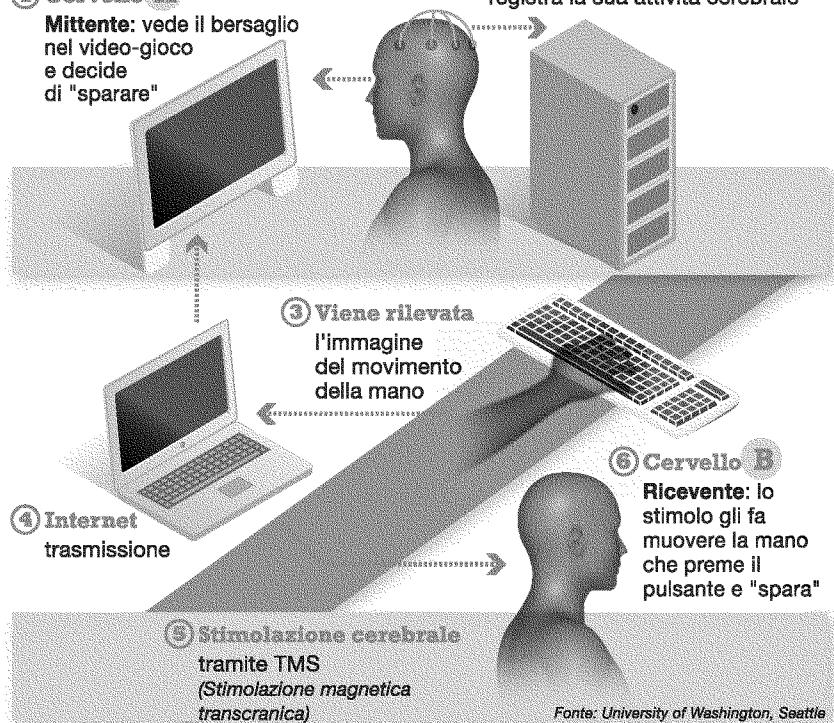 Cervello
Mittente: vede il bersaglio
nel video-gioco
e decide
di "sparare"
registra la sua attività cerebrale
③ Viene rilevata
l'immagine
del movimento
della mano
④ Internet
trasmissione
⑤ Stimolazione cerebrale
tramite TMS
(Stimolazione magnetica
transcranica)
⑥ Cervello B
Ricevente: lo
stimolo gli fa
muovere la mano
che preme il
pulsante e "spara"
Fonte: University of Washington, Seattle